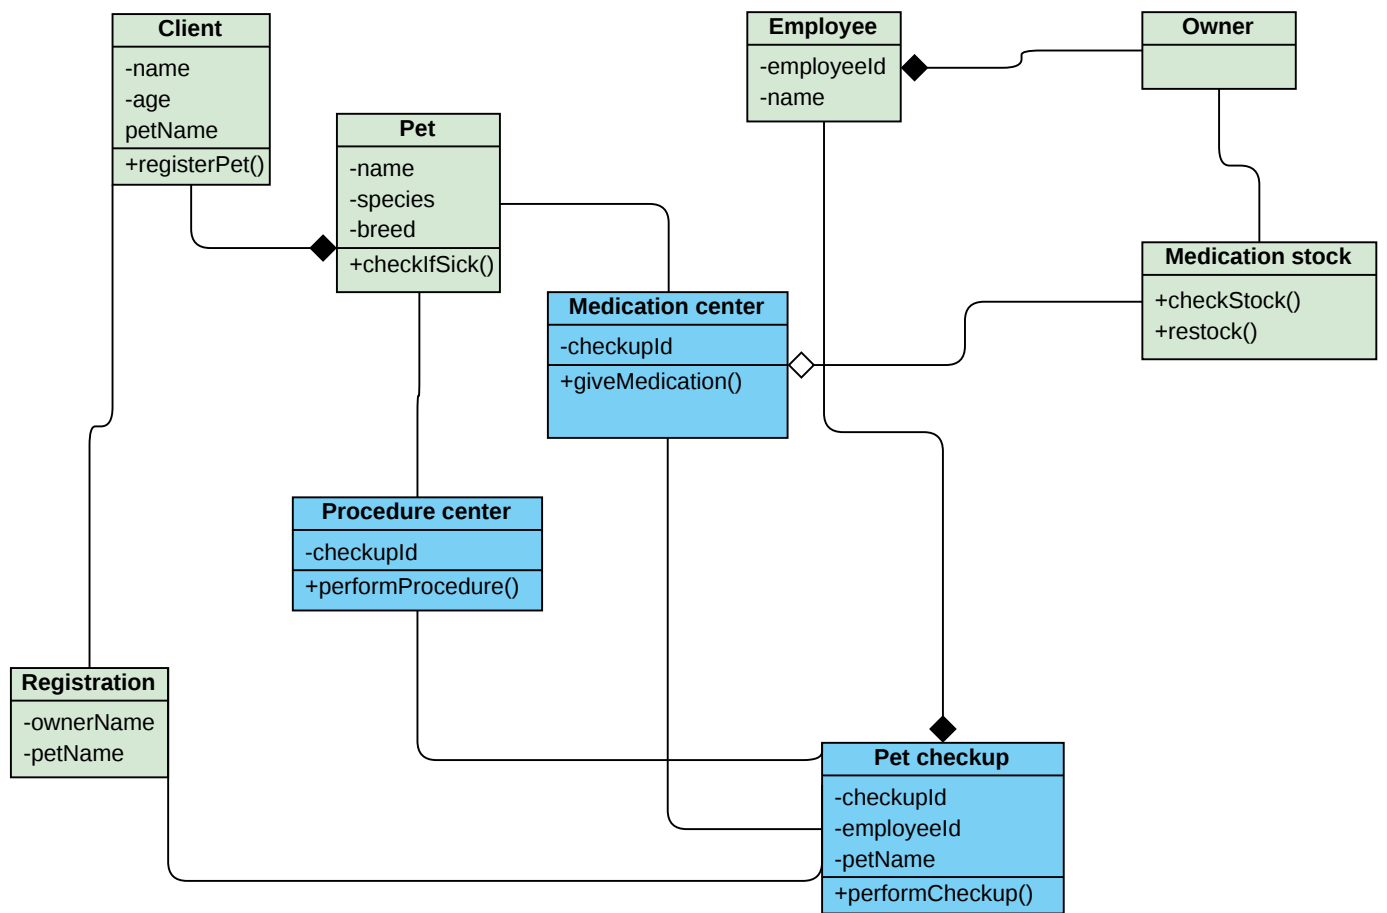 Client
-name
-age
petName
+registerPet()
Pet
-name
-species
-breed
+checkIfSick()
Employee
-employeeId
-name
Owner
Medication stock
+checkStock()
+restock()
Medication center
-checkupId
+giveMedication()
Procedure center
-checkupId
+performProcedure()
Registration
-ownerName
-petName
Pet checkup
-checkupId
-employeeId
-petName
+performCheckup()